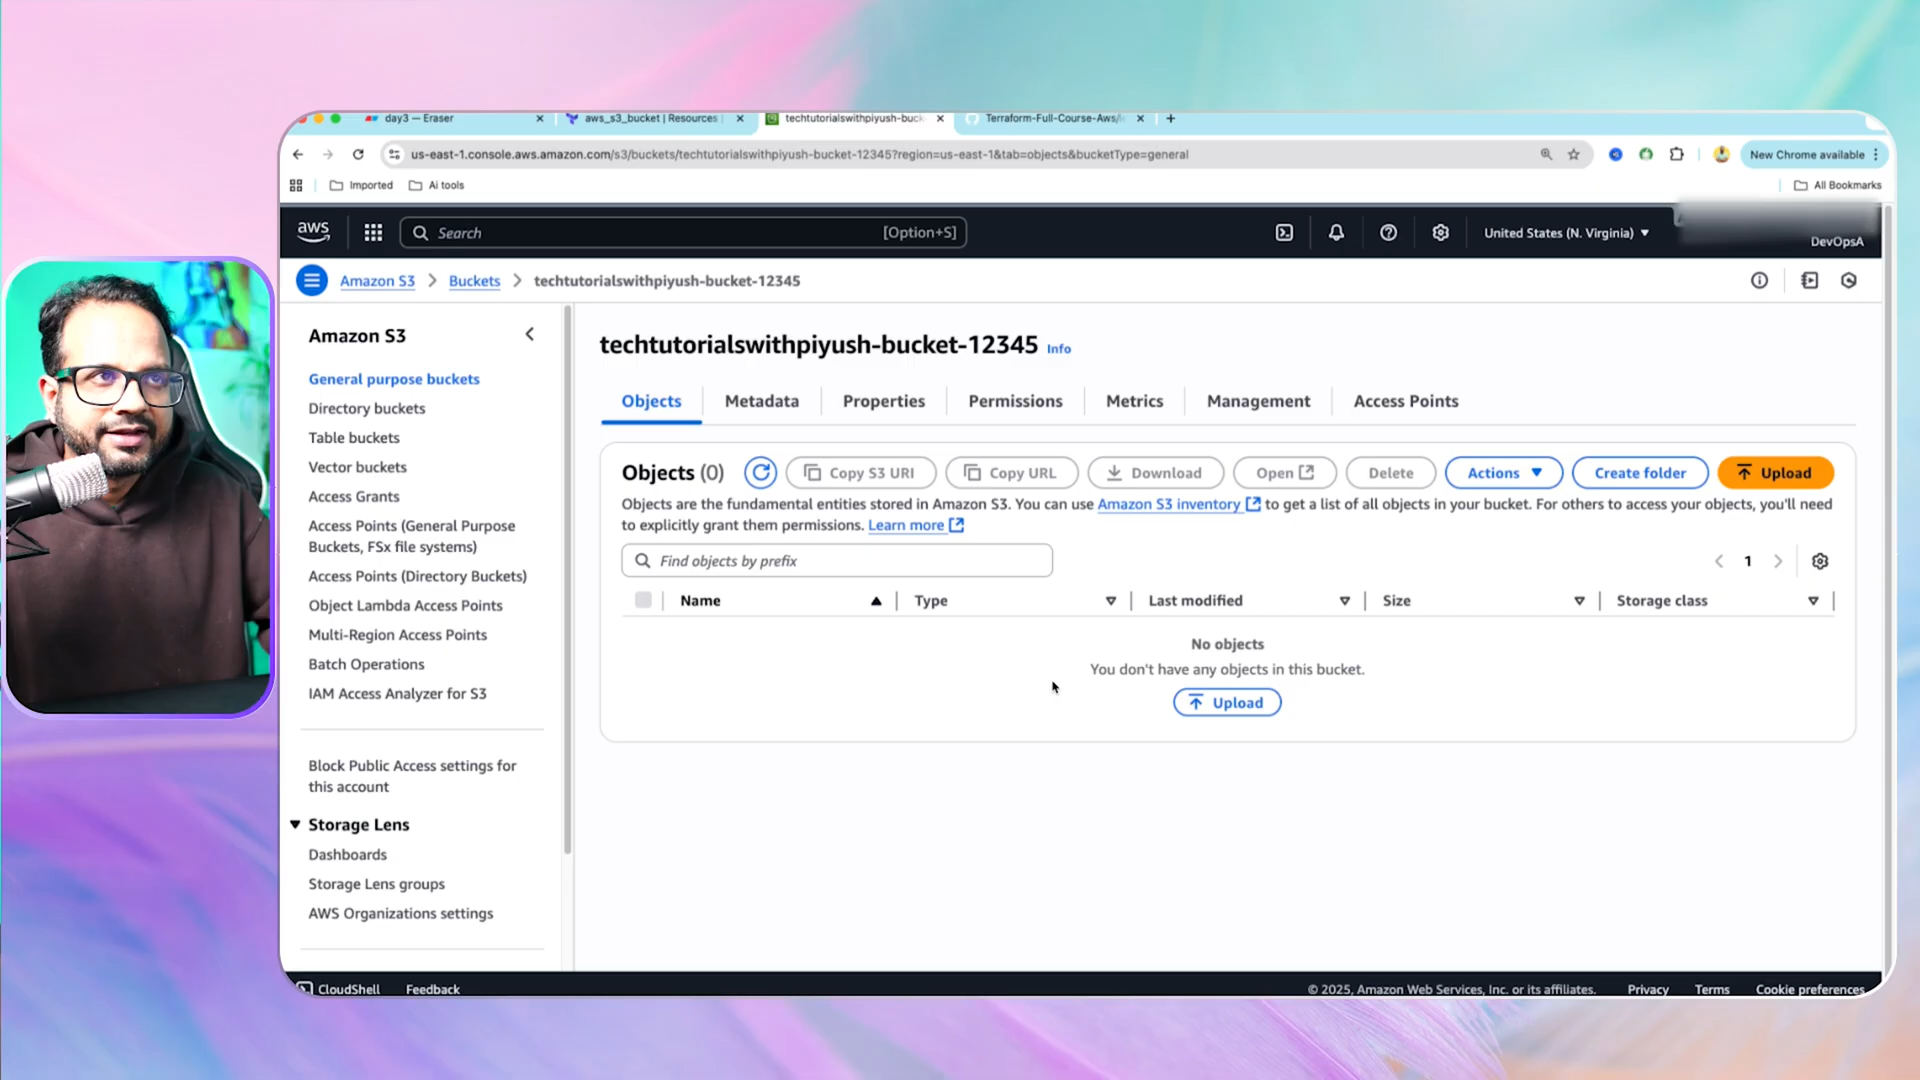 day3 — Eraser
aws_s3_bucket | Resources
techtutorialswithpiyush-buck
Terraform-Full-Course-Aws/
us-east-1.console.aws.amazon.com/s3/buckets/techtutorialswithpiyush-bucket-12345?region=us-east-1&tab=objects&bucketType=general
New Chrome available
Imported
Ai tools
All Bookmarks
aws
Search
[Option+S]
United States (N. Virginia)
DevOpsA
Amazon S3
Buckets
techtutorialswithpiyush-bucket-12345
Amazon S3
General purpose buckets
Directory buckets
Table buckets
Vector buckets
Access Grants
Access Points (General Purpose
Buckets, FSx file systems)
Access Points (Directory Buckets)
Object Lambda Access Points
Multi-Region Access Points
Batch Operations
IAM Access Analyzer for S3
Block Public Access settings for
this account
Storage Lens
Dashboards
Storage Lens groups
AWS Organizations settings
techtutorialswithpiyush-bucket-12345 Info
Objects
Metadata
Properties
Permissions
Metrics
Management
Access Points
Objects (0)
Copy S3 URI
Copy URL
Download
Open
Delete
Actions
Create folder
Upload
Objects are the fundamental entities stored in Amazon S3. You can use Amazon S3 inventory to get a list of all objects in your bucket. For others to access your objects, you'll need
to explicitly grant them permissions. Learn more
Find objects by prefix
1
Name
Type
Last modified
Size
Storage class
No objects
You don't have any objects in this bucket.
Upload
CloudShell
Feedback
© 2025, Amazon Web Services, Inc. or its affiliates.
Privacy
Terms
Cookie preferences